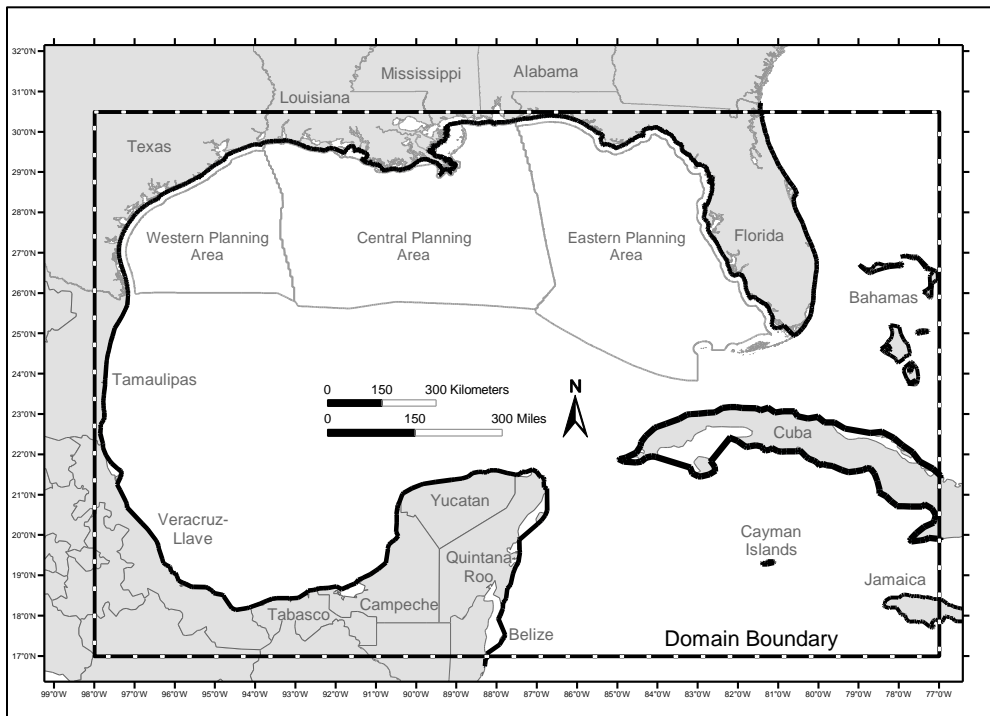 32°0'N
Mississippi
Alabama
31°0'N
Louisiana
30°0'N
Texas
29°0'N
28°0'N
Western Planning
Area
Central Planning
Area
Eastern Planning
Area
Florida
27°0'N
26°0'N
Bahamas
25°0'N
24°0'N
Tamaulipas
0 150 300 Kilometers
N
23°0'N
0 150 300 Miles
Cuba
22°0'N
21°0'N
Yucatan
Veracruz-
Llave
20°0'N
Cayman
Islands
Quintana-
Roo
19°0'N
Jamaica
Campeche
Tabasco
18°0'N
Belize
Domain Boundary
17°0'N
99°0'W 98°0'W 97°0'W 96°0'W 95°0'W 94°0'W 93°0'W 92°0'W 91°0'W 90°0'W 89°0'W 88°0'W 87°0'W 86°0'W 85°0'W 84°0'W 83°0'W 82°0'W 81°0'W 80°0'W 79°0'W 78°0'W 77°0'W